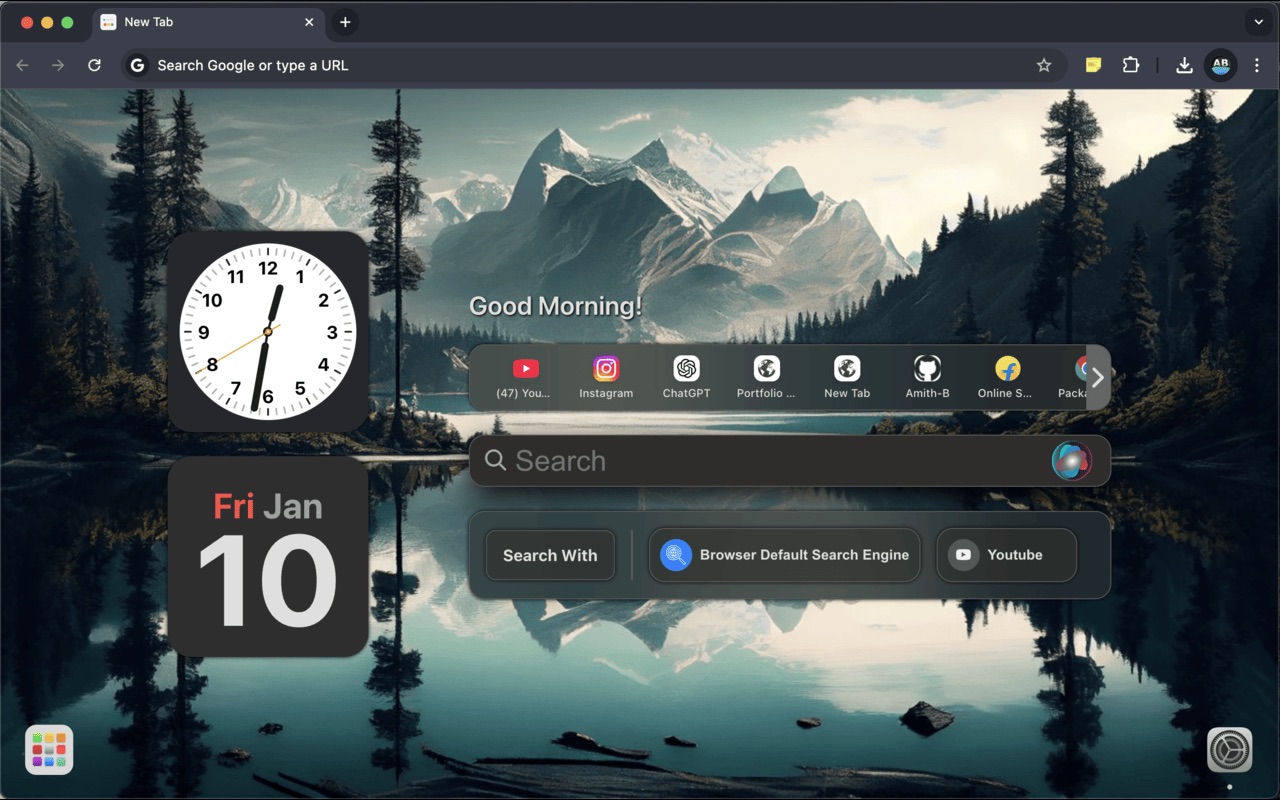 New Tab
Search Google or type a URL
AB
12
11 1
10 2
9 3
8 4
7 5
6
Good Morning!
(47) You... Instagram ChatGPT Portfolio ... New Tab Amith-B Online S... Packa
Search
Fri Jan
10
Search With Browser Default Search Engine Youtube